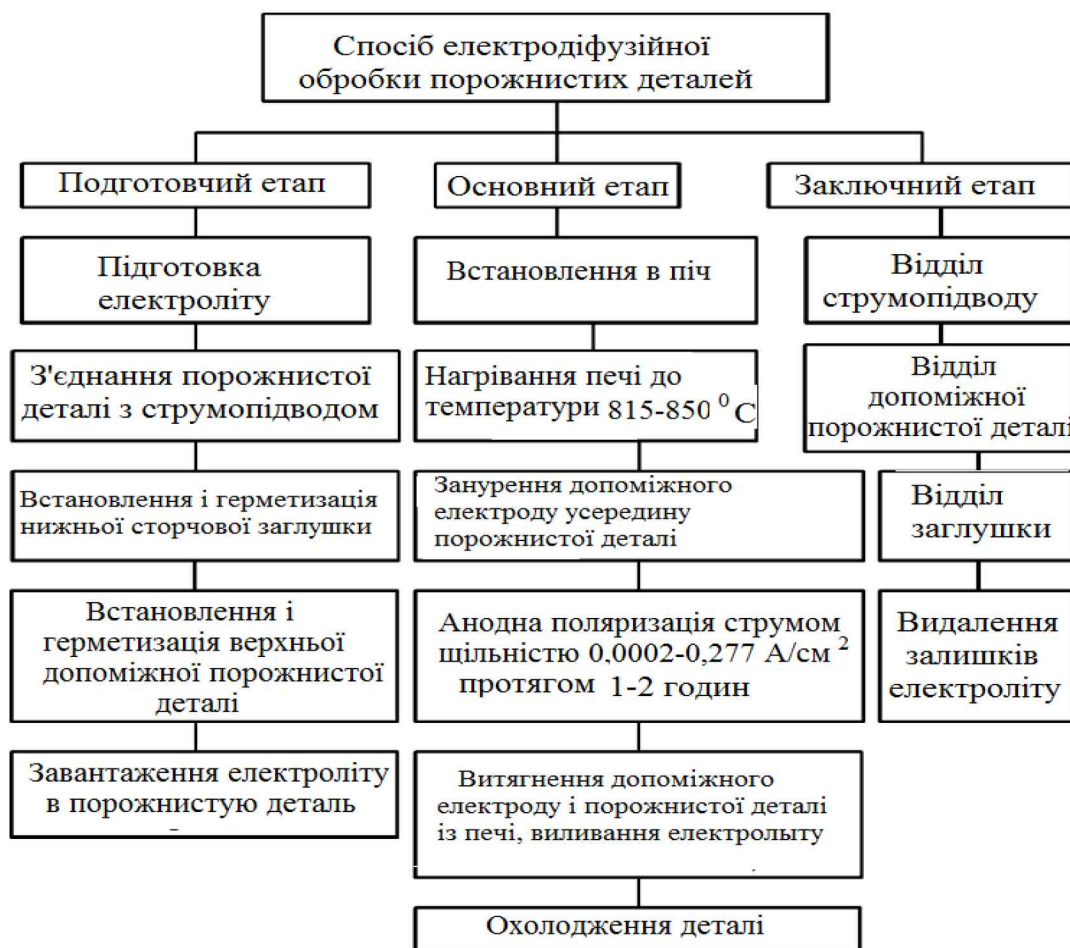 Спосіб електродіфузійної
обробки порожнистих деталей
Подготовчий етап
Основний етап
Заключний етап
Підготовка
електроліту
З'єднання порожнистої
деталі з струмопідводом
Встановлення і герметизація
нижньої сторчової заглушки
Встановлення і
герметизація верхньої
допоміжної порожнистої
деталі
Завантаження електроліту
в порожнистую деталь
Встановлення в піч
Нагрівання печі до
температури 815-850 ⁰ С
Занурення допоміжного
електроду усередину
порожнистої деталі
Анодна поляризація струмом
щільністю 0,0002-0,277 А/см ²
протягом 1-2 годин
Витягнення допоміжного
електроду і порожнистої деталі
із печі, виливання електролыту
Охолодження деталі
Відділ
струмопідводу
Відділ
допоміжної
порожнистої деталі
Відділ
заглушки
Видалення
залишків
електроліту